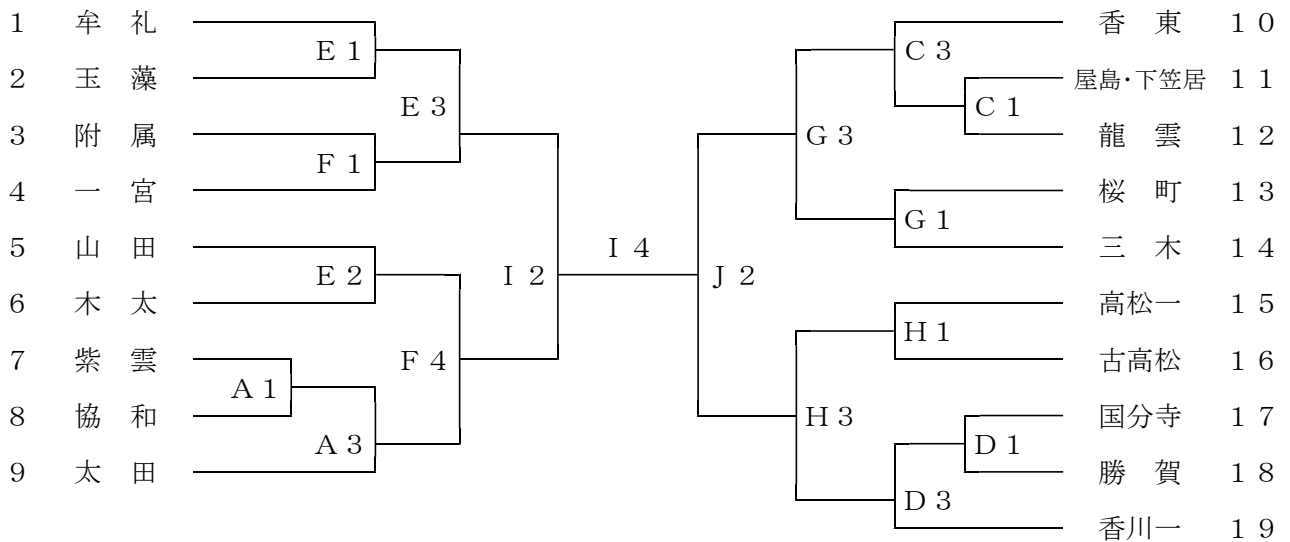 1 牟 礼
E 1
2 玉 藻
E 3
3 附 属
F 1
4 一 宮
5 山 田
E 2
6 木 太
I 2
7 紫 雲
A 1
F 4
8 協 和
A 3
9 太 田
I 4
香 東 1 0
C 3
屋島・下笠居 1 1
C 1
龍 雲 1 2
G 3
桜 町 1 3
G 1
三 木 1 4
J 2
高松一 1 5
H 1
古高松 1 6
国分寺 1 7
H 3
D 1
勝 賀 1 8
D 3
香川一 1 9